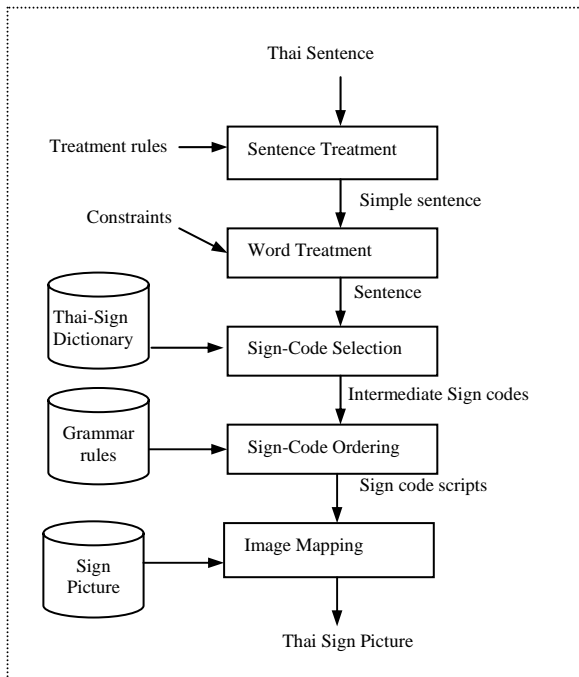 Thai Sentence
Treatment rules
Sentence Treatment
Simple sentence
Constraints
Word Treatment
Sentence
Thai-Sign
Dictionary
Sign-Code Selection
Intermediate Sign codes
Grammar
rules
Sign-Code Ordering
Sign code scripts
Sign
Picture
Image Mapping
Thai Sign Picture